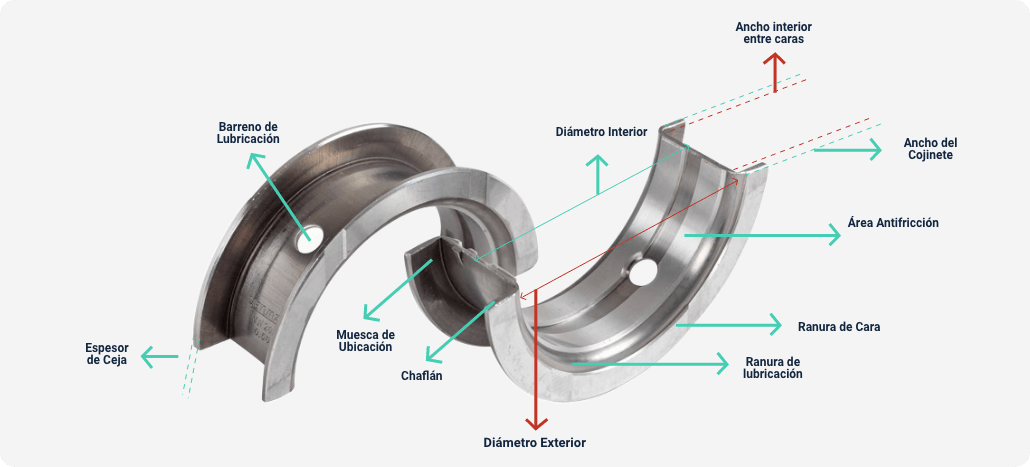 Ancho interior
entre caras
Barreno de
Lubricación
Diámetro Interior
Ancho del
Cojinete
Área Antifricción
Ranura de Cara
Muesca de
Ubicación
Espesor
de Ceja
Ranura de
lubricación
Chaflán
Diámetro Exterior